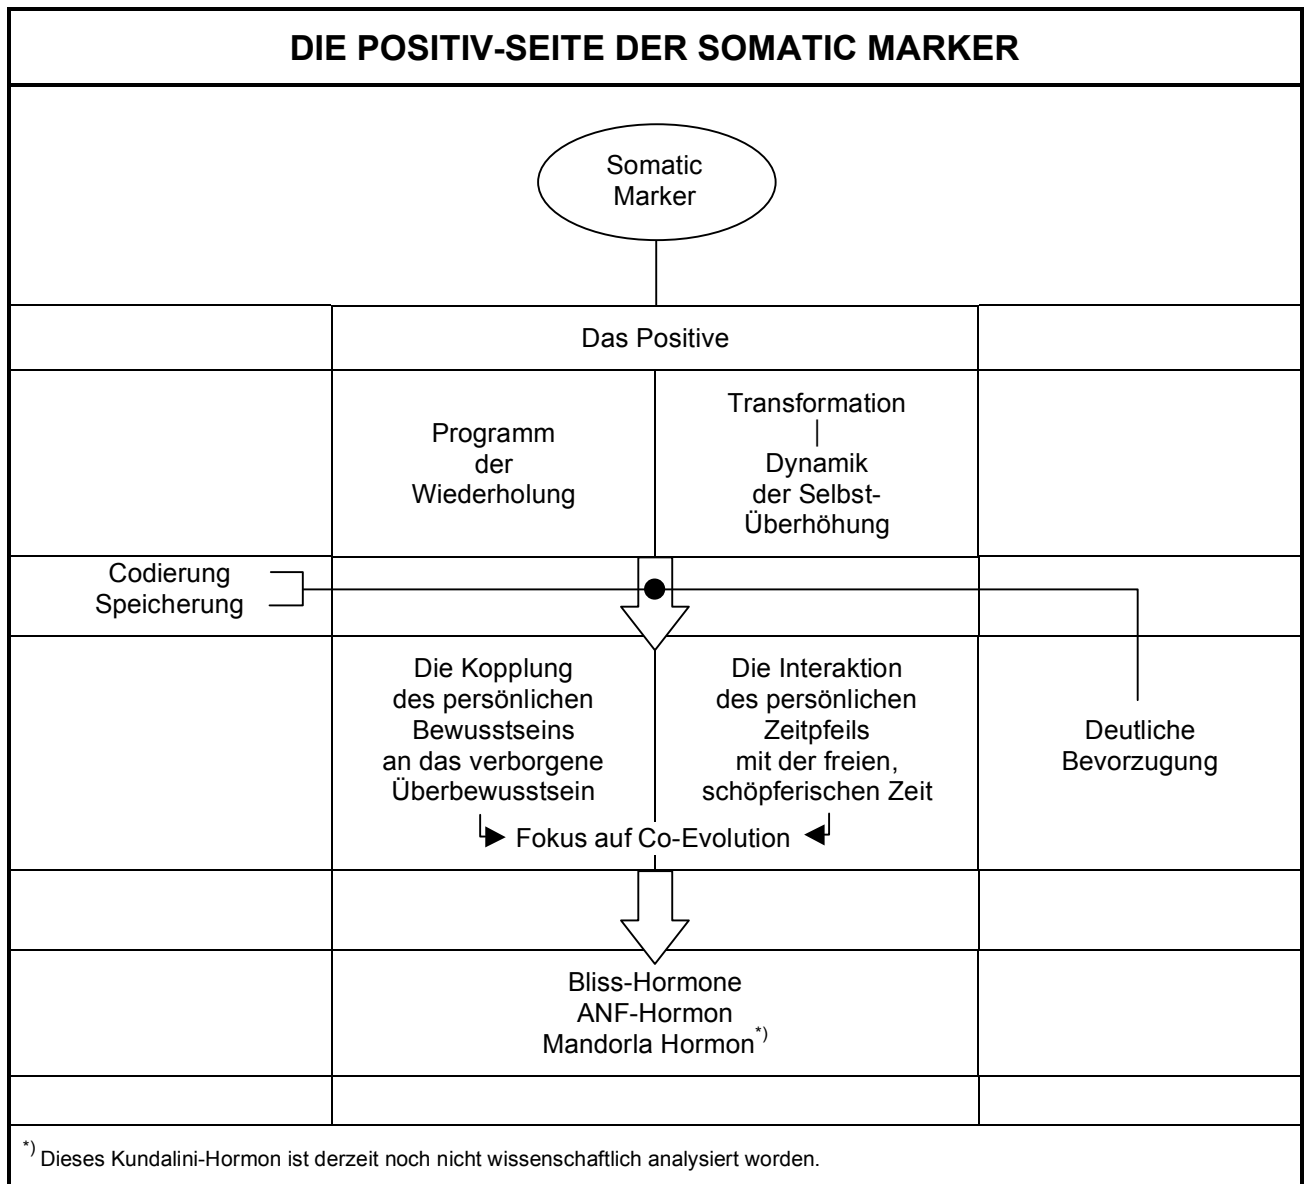 DIE POSITIV-SEITE DER SOMATIC MARKER
Somatic
Marker
Das Positive
Programm
der
Wiederholung
Transformation
Dynamik
der Selbst-
Überhöhung
Codierung
Speicherung
Die Kopplung
des persönlichen
Bewusstseins
an das verborgene
Überbewusstsein
Die Interaktion
des persönlichen
Zeitpfeils
mit der freien,
schöpferischen Zeit
Deutliche
Bevorzugung
Fokus auf Co-Evolution
Bliss-Hormone
ANF-Hormon
Mandorla Hormon*)
*) Dieses Kundalini-Hormon ist derzeit noch nicht wissenschaftlich analysiert worden.